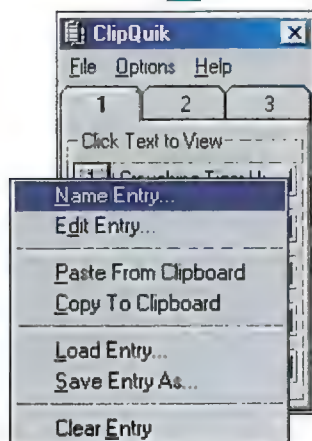 ClipQuik
File Options Help
1 2 3
Click Text to View
1
Name Entry...
Edit Entry...
Paste From Clipboard
Copy To Clipboard
Load Entry...
Save Entry As...
Clear Entry